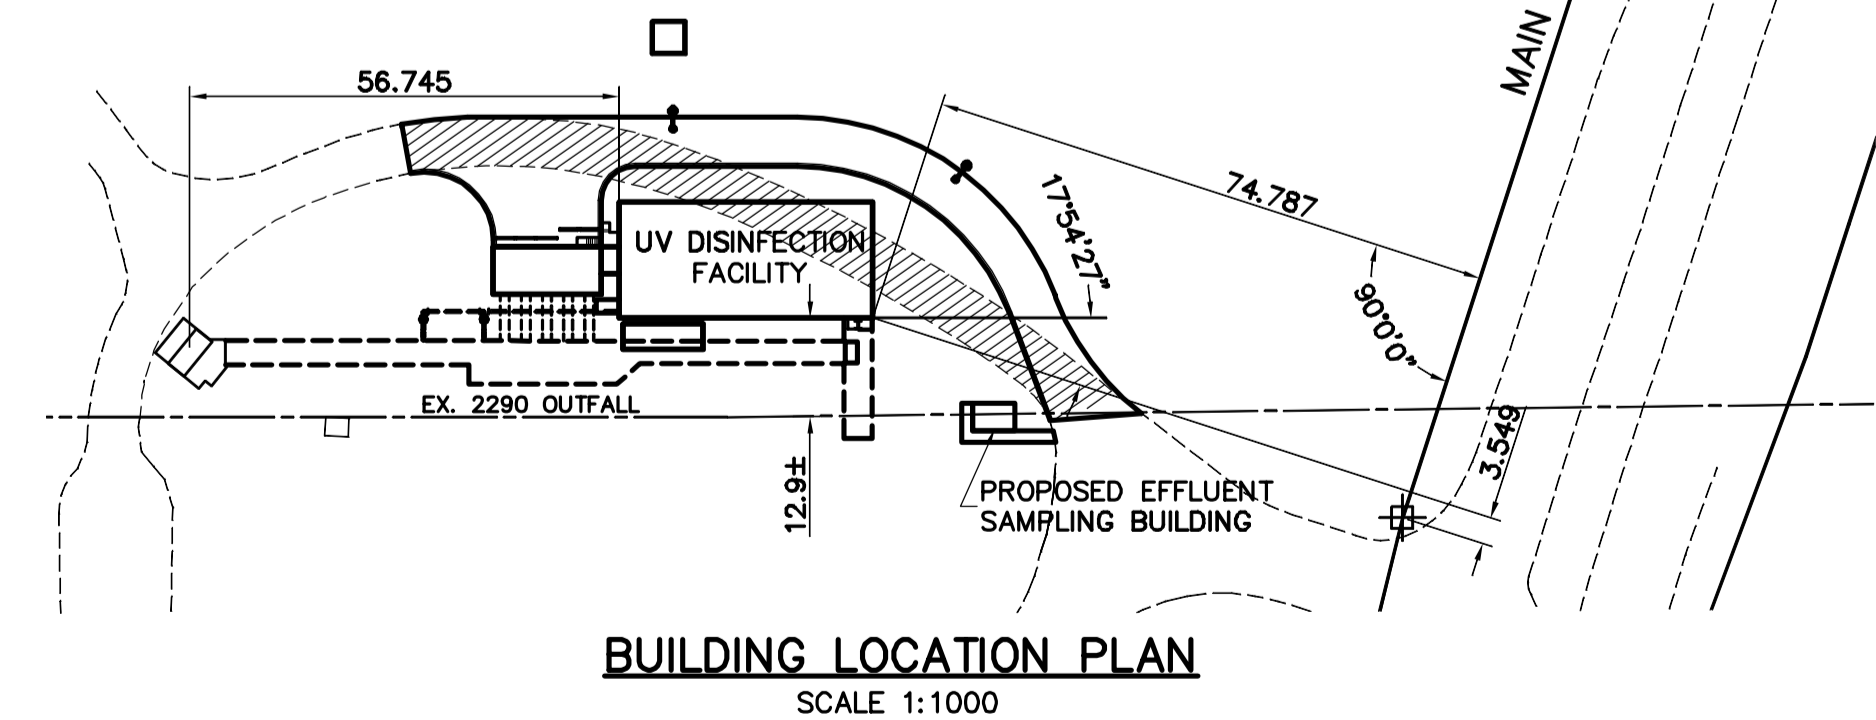 MAIN
56.745
74.787
17°54'27"
UV DISINFECTION
FACILITY
90°0'0"
EX. 2290 OUTFALL
3.549
12.9±
PROPOSED EFFLUENT
SAMPLING BUILDING
BUILDING LOCATION PLAN
SCALE 1:1000